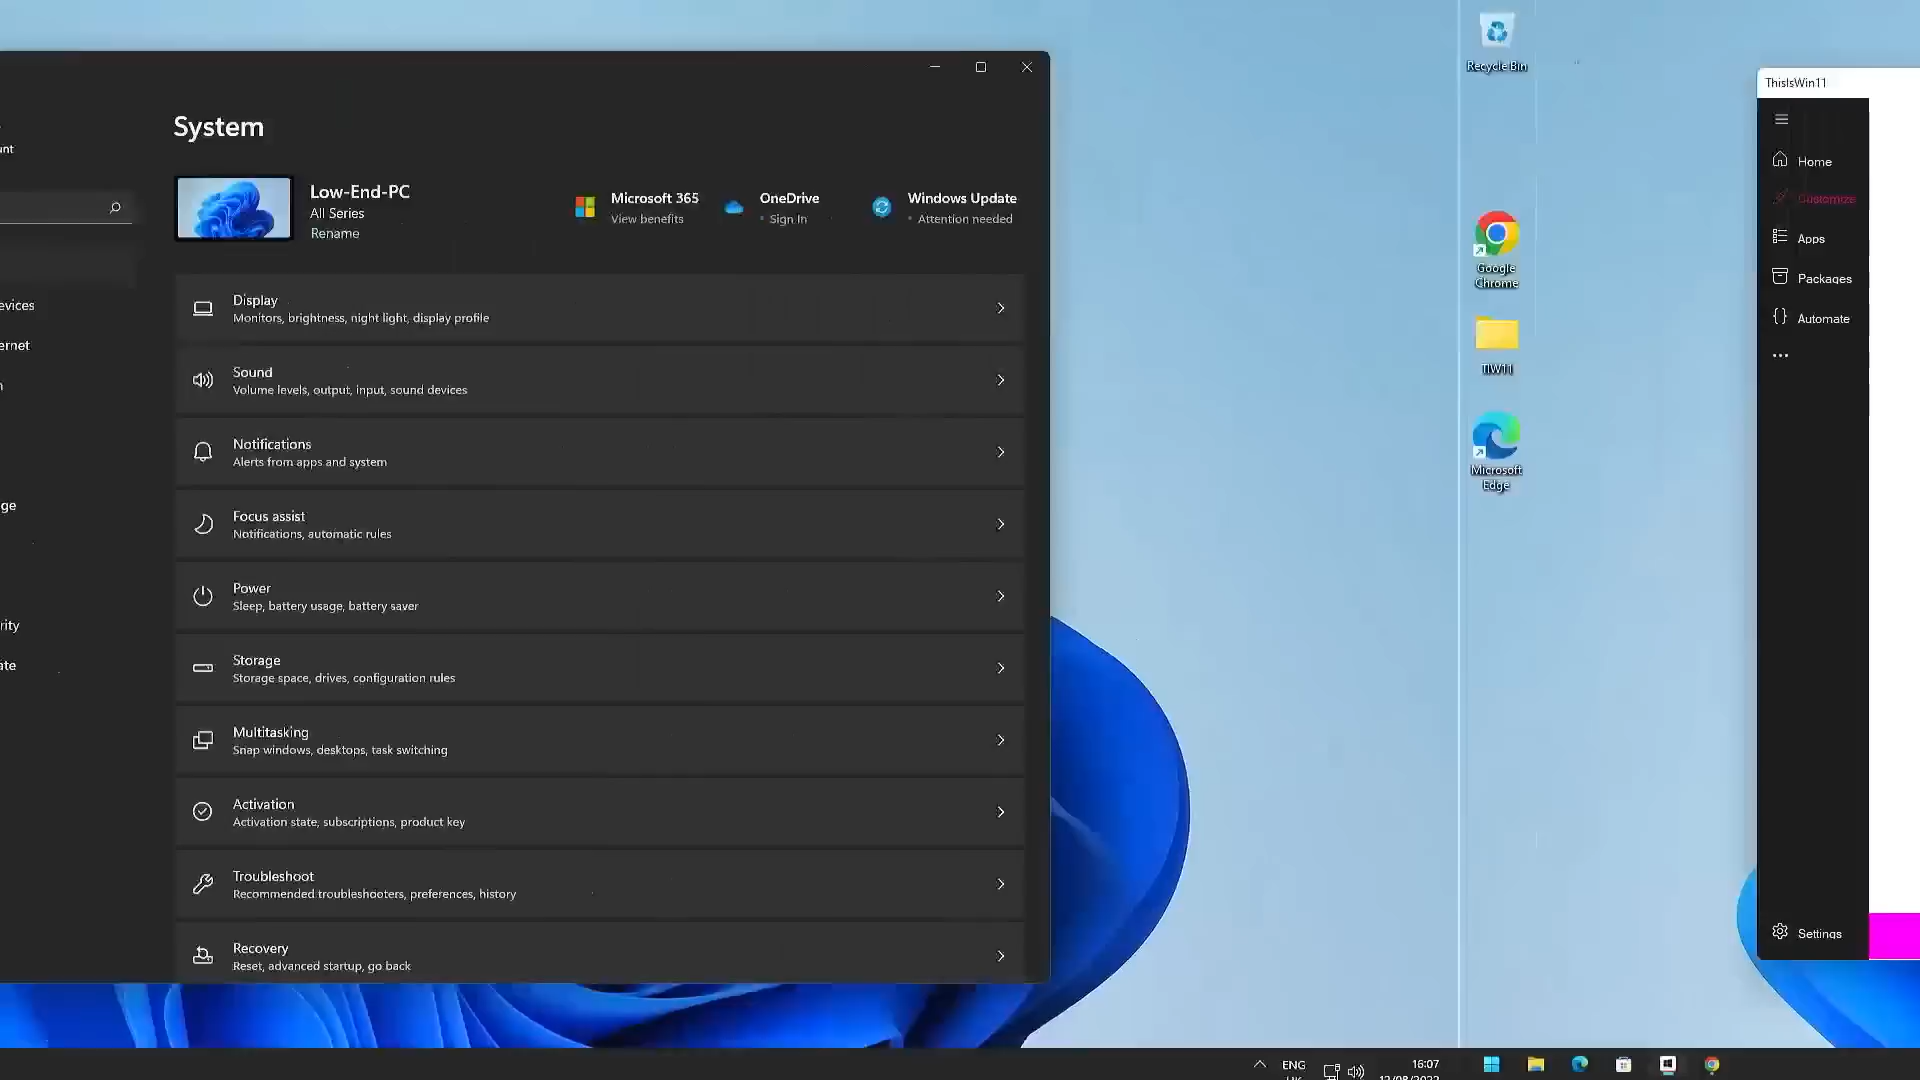 unt
evices
ernet
n
ge
rity
ate
System
Low-End-PC
All Series
Rename
Microsoft 365
View benefits
OneDrive
• Sign In
Windows Update
• Attention needed
Display
Monitors, brightness, night light, display profile
Sound
Volume levels, output, input, sound devices
Notifications
Alerts from apps and system
Focus assist
Notifications, automatic rules
Power
Sleep, battery usage, battery saver
Storage
Storage space, drives, configuration rules
Multitasking
Snap windows, desktops, task switching
Activation
Activation state, subscriptions, product key
Troubleshoot
Recommended troubleshooters, preferences, history
Recovery
Reset, advanced startup, go back
Recycle Bin
Google
Chrome
TIW11
Microsoft
Edge
ThisIsWin11
Home
Customize
Apps
Packages
Automate
Settings
ENG
16:07